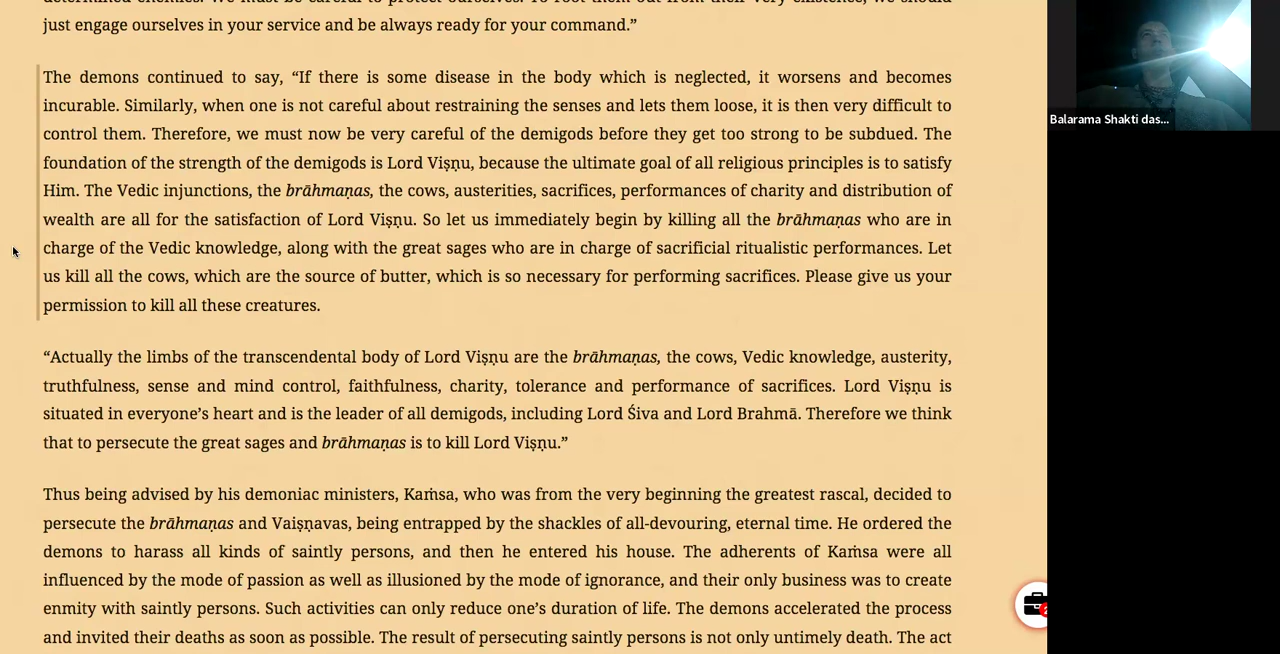 just engage ourselves in your service and be always ready for your command.”
The demons continued to say, “If there is some disease in the body which is neglected, it worsens and becomes
incurable. Similarly, when one is not careful about restraining the senses and lets them loose, it is then very difficult to
control them. Therefore, we must now be very careful of the demigods before they get too strong to be subdued. The
foundation of the strength of the demigods is Lord Viṣṇu, because the ultimate goal of all religious principles is to satisfy
Him. The Vedic injunctions, the brāhmaṇas, the cows, austerities, sacrifices, performances of charity and distribution of
wealth are all for the satisfaction of Lord Viṣṇu. So let us immediately begin by killing all the brāhmaṇas who are in
charge of the Vedic knowledge, along with the great sages who are in charge of sacrificial ritualistic performances. Let
us kill all the cows, which are the source of butter, which is so necessary for performing sacrifices. Please give us your
permission to kill all these creatures.
“Actually the limbs of the transcendental body of Lord Viṣṇu are the brāhmaṇas, the cows, Vedic knowledge, austerity,
truthfulness, sense and mind control, faithfulness, charity, tolerance and performance of sacrifices. Lord Viṣṇu is
situated in everyone’s heart and is the leader of all demigods, including Lord Śiva and Lord Brahmā. Therefore we think
that to persecute the great sages and brāhmaṇas is to kill Lord Viṣṇu.”
Thus being advised by his demoniac ministers, Kaṁsa, who was from the very beginning the greatest rascal, decided to
persecute the brāhmaṇas and Vaiṣṇavas, being entrapped by the shackles of all-devouring, eternal time. He ordered the
demons to harass all kinds of saintly persons, and then he entered his house. The adherents of Kaṁsa were all
influenced by the mode of passion as well as illusioned by the mode of ignorance, and their only business was to create
enmity with saintly persons. Such activities can only reduce one’s duration of life. The demons accelerated the process
and invited their deaths as soon as possible. The result of persecuting saintly persons is not only untimely death. The act
Balarama Shakti das...